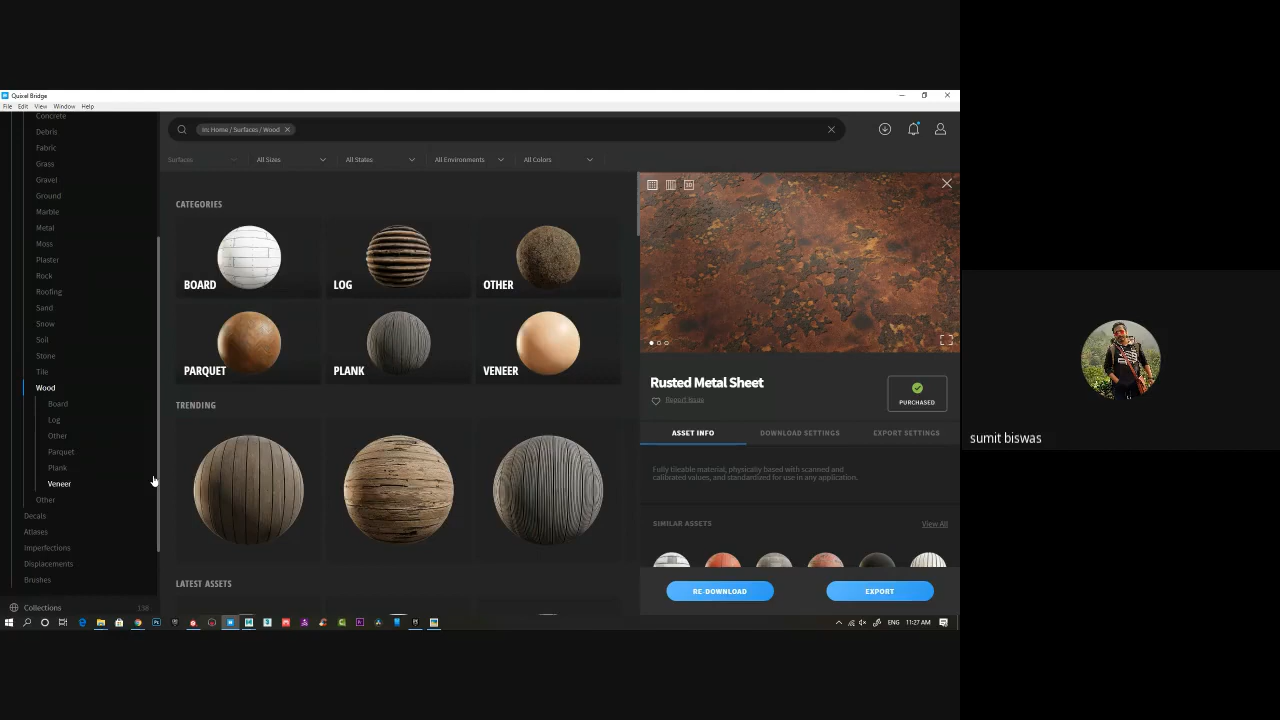 Quixel Bridge
File Edit View Window Help
Concrete
Debris
Fabric
Grass
Gravel
Ground
Marble
Metal
Moss
Plaster
Rock
Roofing
Sand
Snow
Soil
Stone
Tile
Wood
Board
Log
Other
Parquet
Plank
Veneer
Other
Decals
Atlases
Imperfections
Displacements
Brushes
Collections 150
In: Home / Surfaces / Wood
Surfaces All Sizes All States All Environments All Colors
CATEGORIES
BOARD LOG OTHER
PARQUET PLANK VENEER
TRENDING
LATEST ASSETS
3D
Rusted Metal Sheet
Report Issue
PURCHASED
ASSET INFO DOWNLOAD SETTINGS EXPORT SETTINGS
Fully tileable material, physically based with scanned and
calibrated values, and standardized for use in any application.
SIMILAR ASSETS View All
RE-DOWNLOAD EXPORT
ENG 11:27 AM
sumit biswas